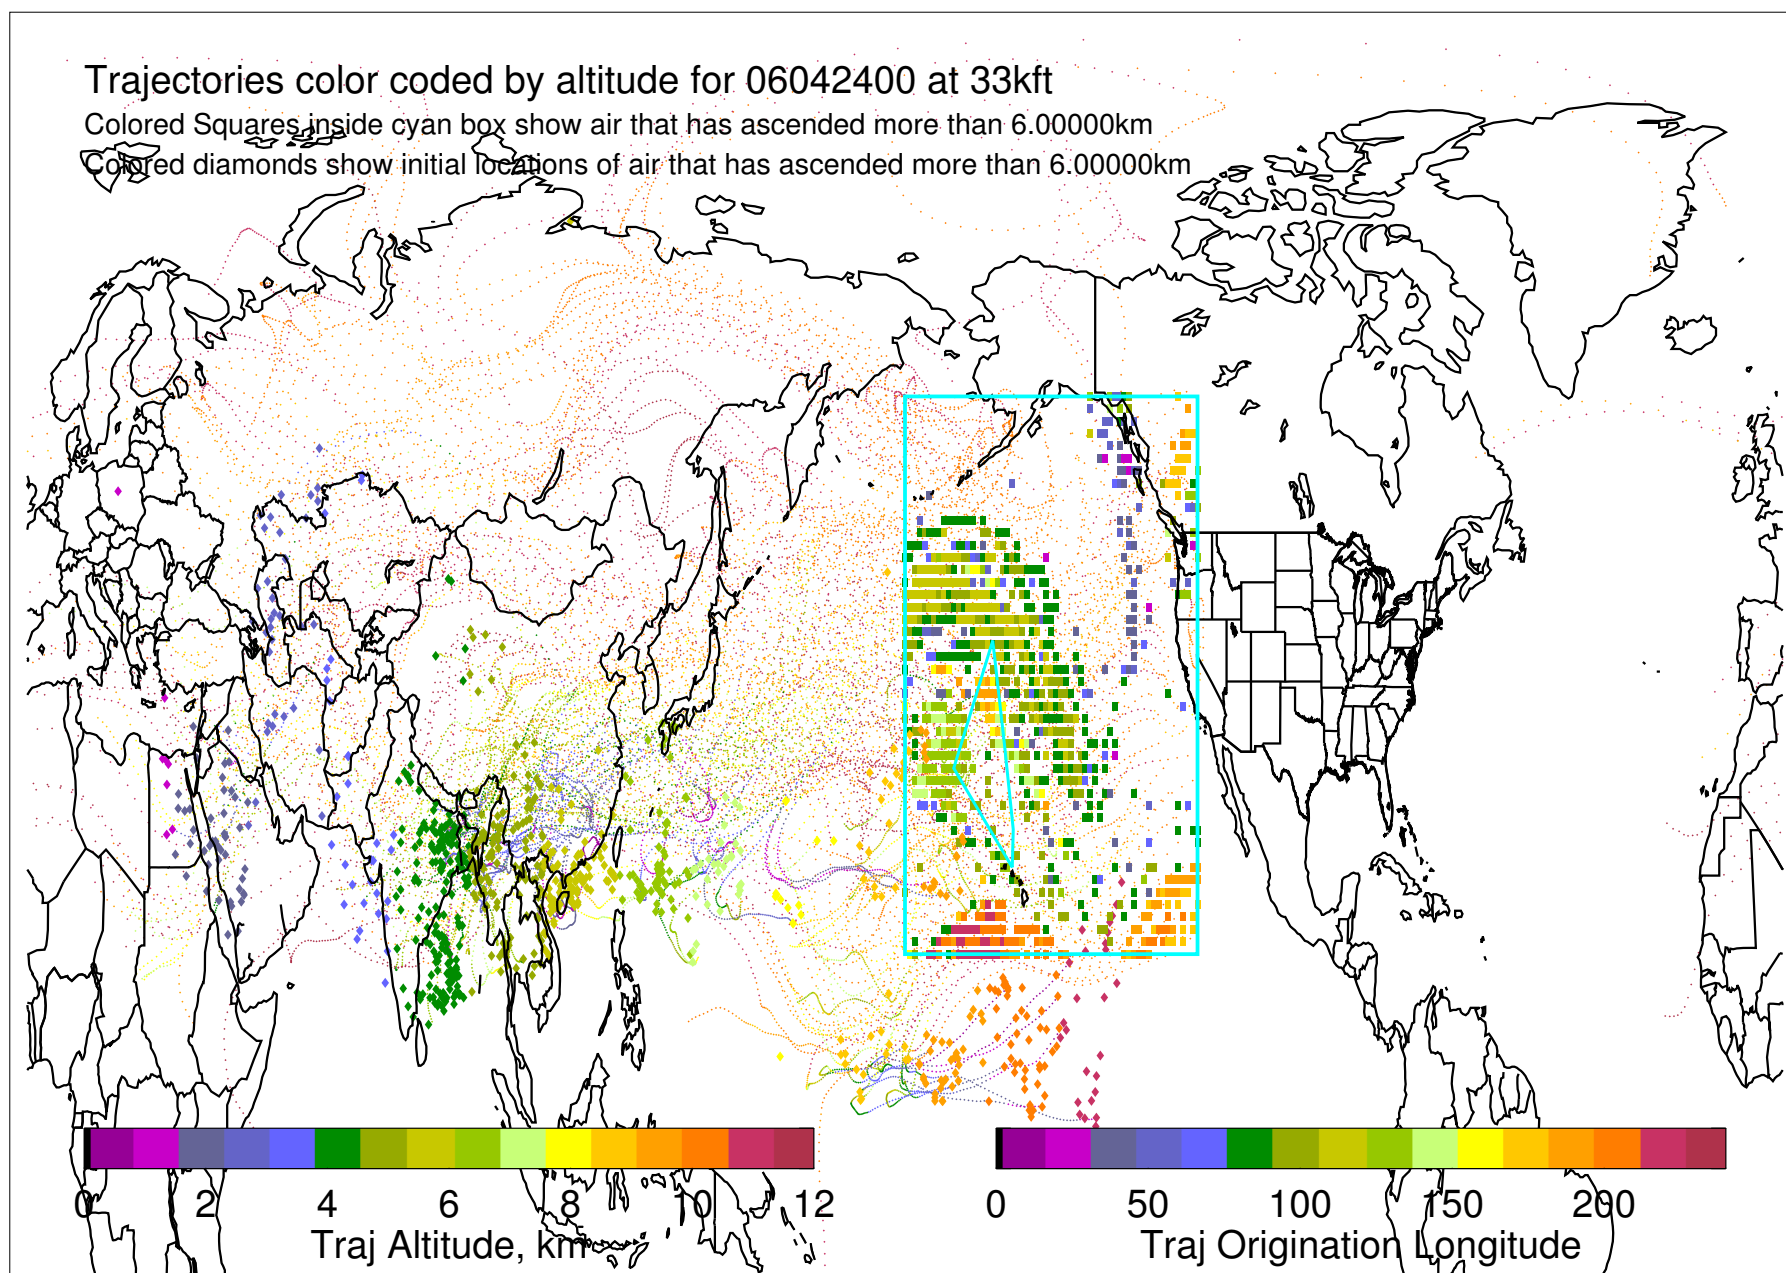 Trajectories color coded by altitude for 06042400 at 33kft
Colored Squares inside cyan box show air that has ascended more than 6.00000km
Colored diamonds show initial locations of air that has ascended more than 6.00000km
0 2 4 6 8 10 12
Traj Altitude, km
0 50 100 150 200
Traj Origination Longitude